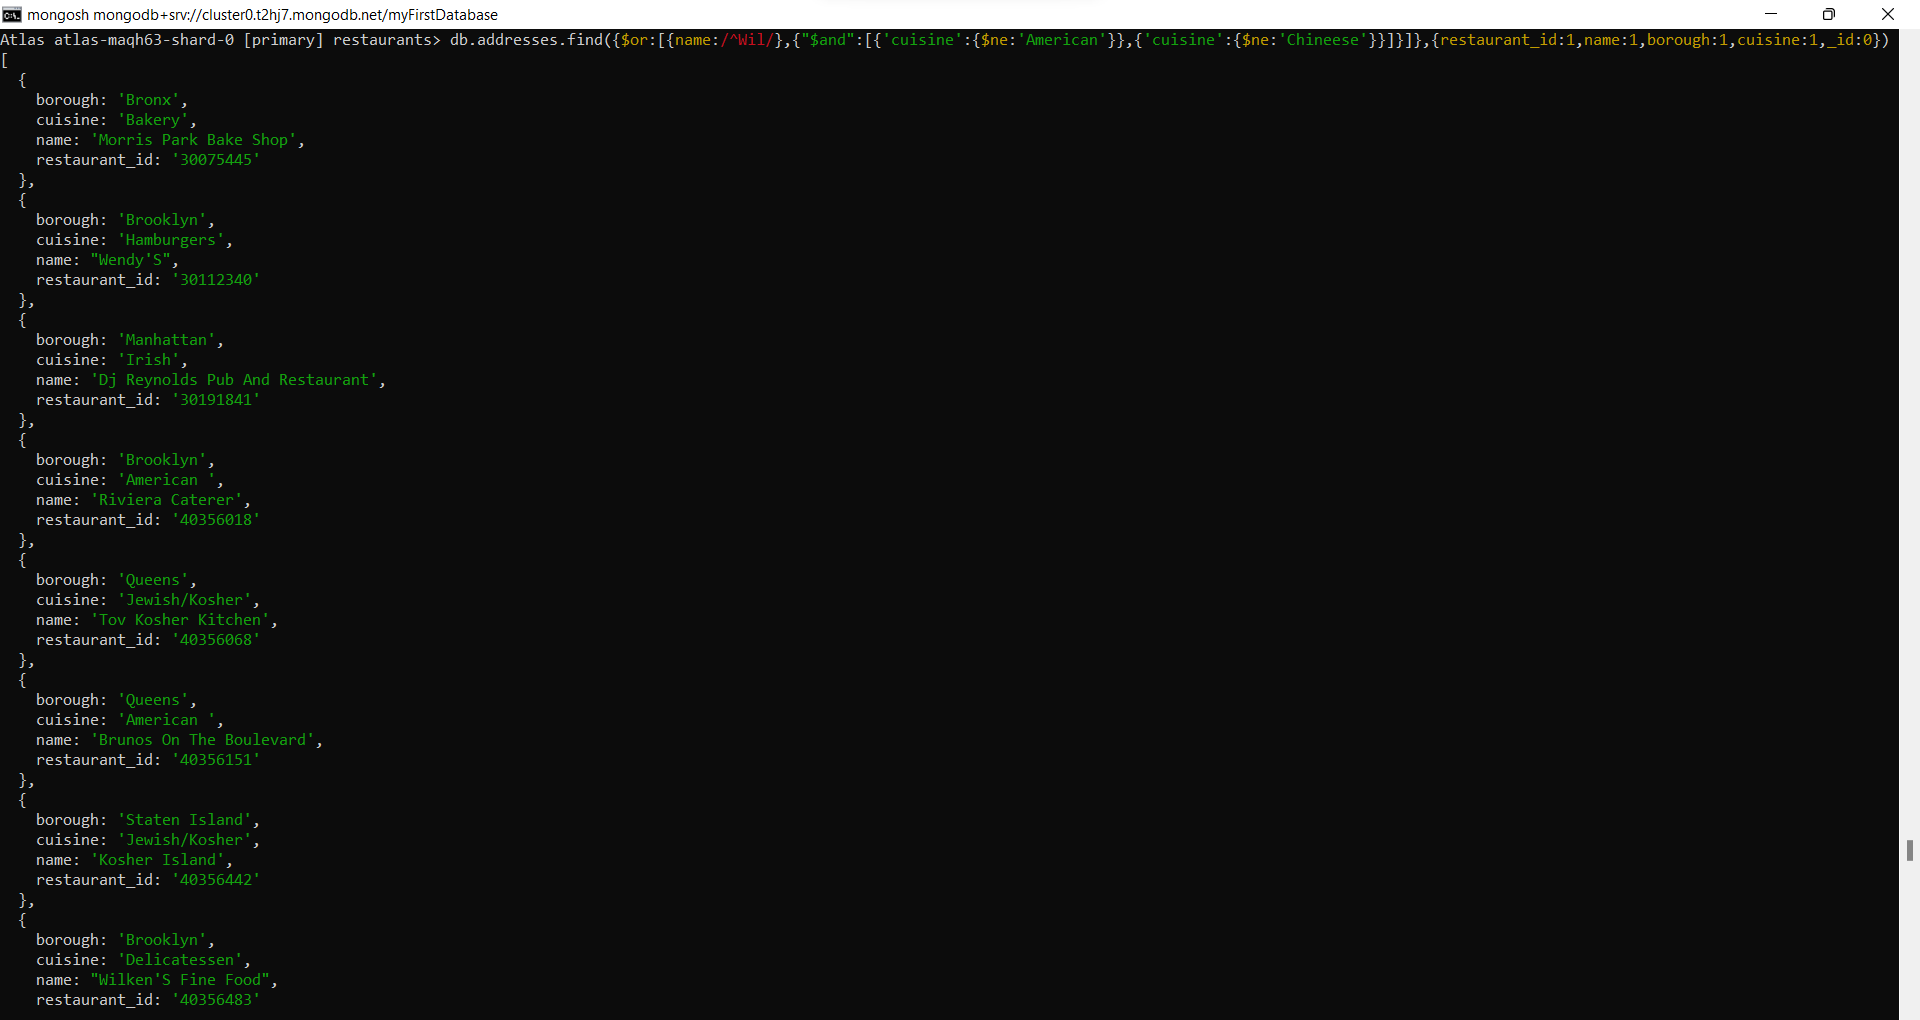 mongosh mongodb+srv://cluster0.t2hj7.mongodb.net/myFirstDatabase
Atlas atlas-maqh63-shard-0 [primary] restaurants> db.addresses.find({$or:[{name:/^Wil/},{"$and":[{'cuisine':{$ne:'American'}},{'cuisine':{$ne:'Chineese'}}]}]},{restaurant_id:1,name:1,borough:1,cuisine:1,_id:0})
[
  {
    borough: 'Bronx',
    cuisine: 'Bakery',
    name: 'Morris Park Bake Shop',
    restaurant_id: '30075445'
  },
  {
    borough: 'Brooklyn',
    cuisine: 'Hamburgers',
    name: "Wendy'S",
    restaurant_id: '30112340'
  },
  {
    borough: 'Manhattan',
    cuisine: 'Irish',
    name: 'Dj Reynolds Pub And Restaurant',
    restaurant_id: '30191841'
  },
  {
    borough: 'Brooklyn',
    cuisine: 'American ',
    name: 'Riviera Caterer',
    restaurant_id: '40356018'
  },
  {
    borough: 'Queens',
    cuisine: 'Jewish/Kosher',
    name: 'Tov Kosher Kitchen',
    restaurant_id: '40356068'
  },
  {
    borough: 'Queens',
    cuisine: 'American ',
    name: 'Brunos On The Boulevard',
    restaurant_id: '40356151'
  },
  {
    borough: 'Staten Island',
    cuisine: 'Jewish/Kosher',
    name: 'Kosher Island',
    restaurant_id: '40356442'
  },
  {
    borough: 'Brooklyn',
    cuisine: 'Delicatessen',
    name: "Wilken'S Fine Food",
    restaurant_id: '40356483'